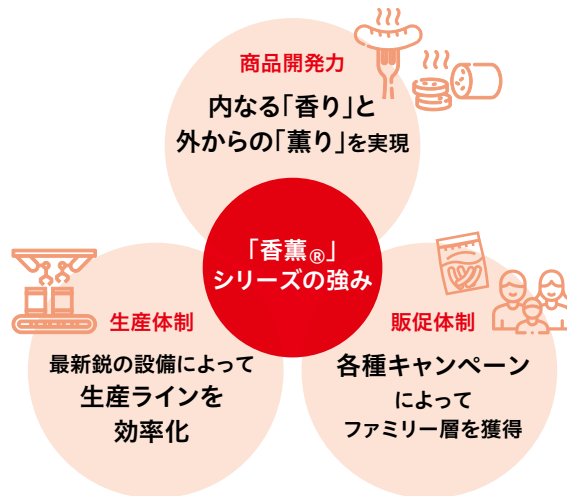 商品開発力
内なる「香り」と
外からの「薫り」を実現
「香薫®」
シリーズの強み
生産体制
最新鋭の設備によって
生産ラインを
効率化
販促体制
各種キャンペーン
によって
ファミリー層を獲得